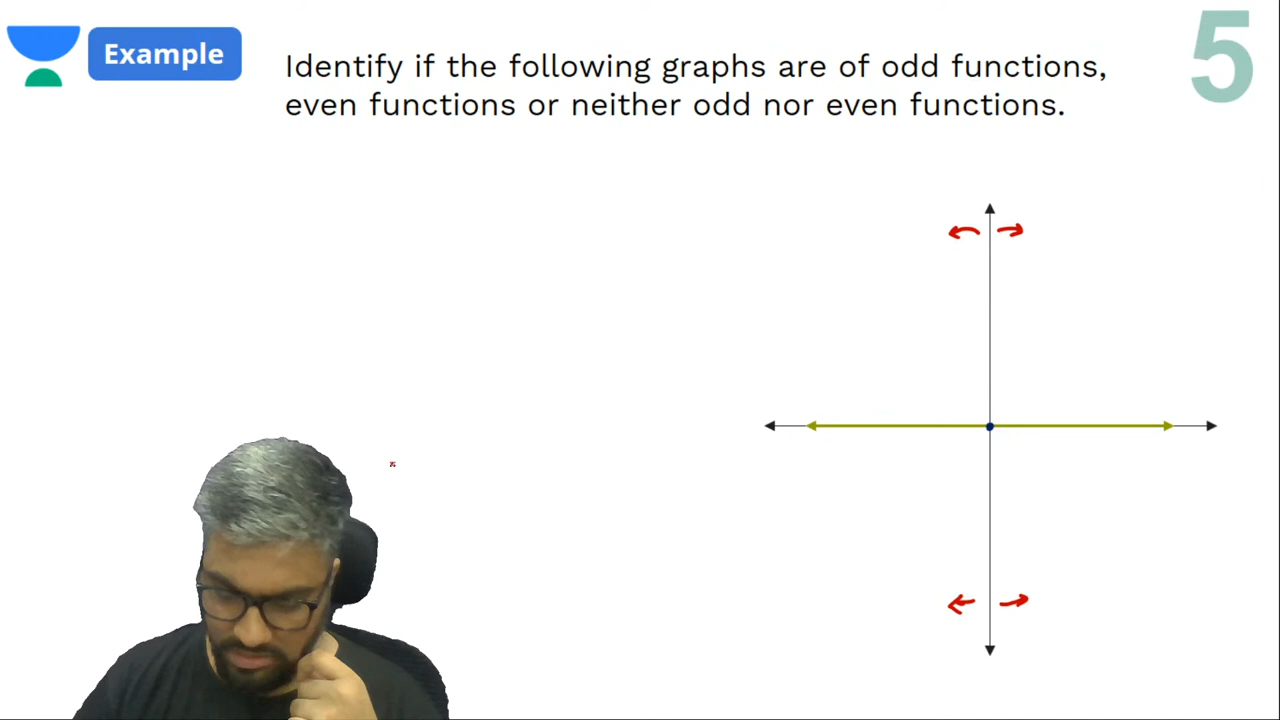 Example
Identify if the following graphs are of odd functions,
even functions or neither odd nor even functions.
5